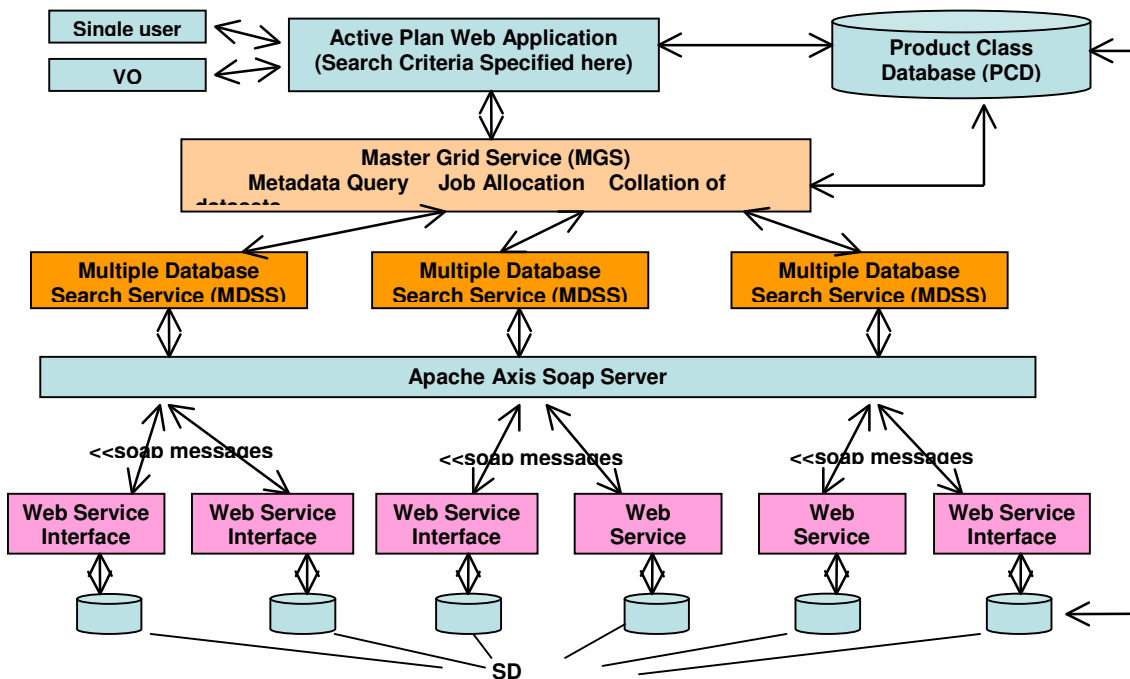 Single user
VO
Active Plan Web Application
(Search Criteria Specified here)
Product Class
Database (PCD)
Master Grid Service (MGS)
Metadata Query Job Allocation Collation of
datasets
Multiple Database
Search Service (MDSS)
Multiple Database
Search Service (MDSS)
Multiple Database
Search Service (MDSS)
Apache Axis Soap Server
<<soap messages
<<soap messages
<<soap messages
Web Service
Interface
Web Service
Interface
Web Service
Interface
Web
Service
Web
Service
Web Service
Interface
SD